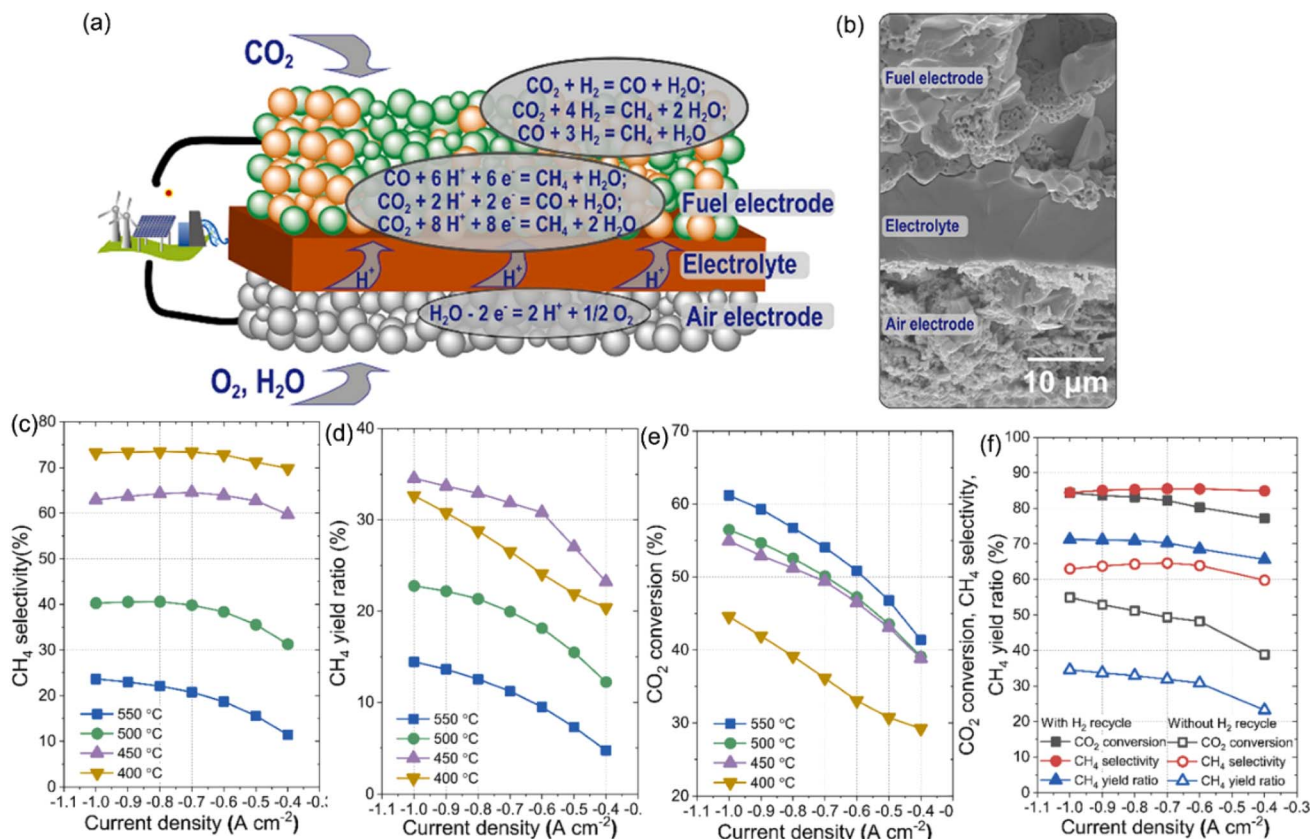 (a)
CO₂
CO₂ + H₂ = CO + H₂O;
CO₂ + 4 H₂ = CH₄ + 2 H₂O;
CO + 3 H₂ = CH₄ + H₂O
CO + 6 H⁺ + 6 e⁻ = CH₄ + H₂O;
CO₂ + 2 H⁺ + 2 e⁻ = CO + H₂O;
CO₂ + 8 H⁺ + 8 e⁻ = CH₄ + 2 H₂O
Fuel electrode
H⁺ H⁺ H⁺
Electrolyte
H₂O - 2 e⁻ = 2 H⁺ + 1/2 O₂
Air electrode
O₂, H₂O
(b)
Fuel electrode
Electrolyte
Air electrode
10 μm
(c)
CH₄ selectivity(%)
80
70
60
50
40
30
20
10
0
550 °C
500 °C
450 °C
400 °C
-1.1 -1.0 -0.9 -0.8 -0.7 -0.6 -0.5 -0.4 -0.
Current density (A cm⁻²)
(d)
CH₄ yield ratio (%)
40
30
20
10
0
550 °C
500 °C
450 °C
400 °C
-1.1 -1.0 -0.9 -0.8 -0.7 -0.6 -0.5 -0.4 -0.
Current density (A cm⁻²)
(e)
CO₂ conversion (%)
70
60
50
40
30
20
550 °C
500 °C
450 °C
400 °C
-1.1 -1.0 -0.9 -0.8 -0.7 -0.6 -0.5 -0.4 -0
Current density (A cm⁻²)
(f)
CO₂ conversion, CH₄ selectivity,
CH₄ yield ratio (%)
100
90
80
70
60
50
40
30
20
10
0
With H₂ recycle Without H₂ recycle
CO₂ conversion CO₂ conversion
CH₄ selectivity CH₄ selectivity
CH₄ yield ratio CH₄ yield ratio
-1.1 -1.0 -0.9 -0.8 -0.7 -0.6 -0.5 -0.4 -0.3
Current density (A cm⁻²)